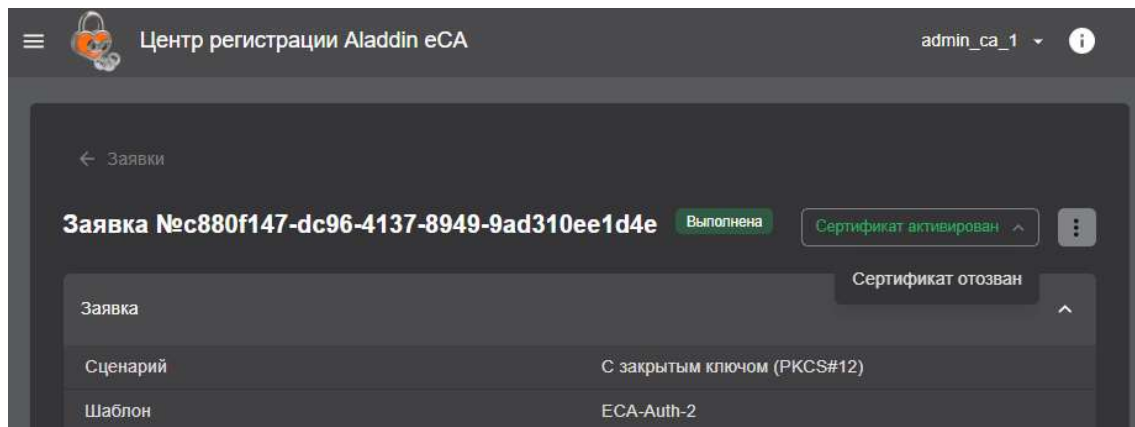 Центр регистрации Aladdin eCA admin_ca_1
Заявки
Заявка №c880f147-dc96-4137-8949-9ad310ee1d4e Выполнена Сертификат активирован
Сертификат отозван
Заявка
Сценарий С закрытым ключом (PKCS#12)
Шаблон ECA-Auth-2